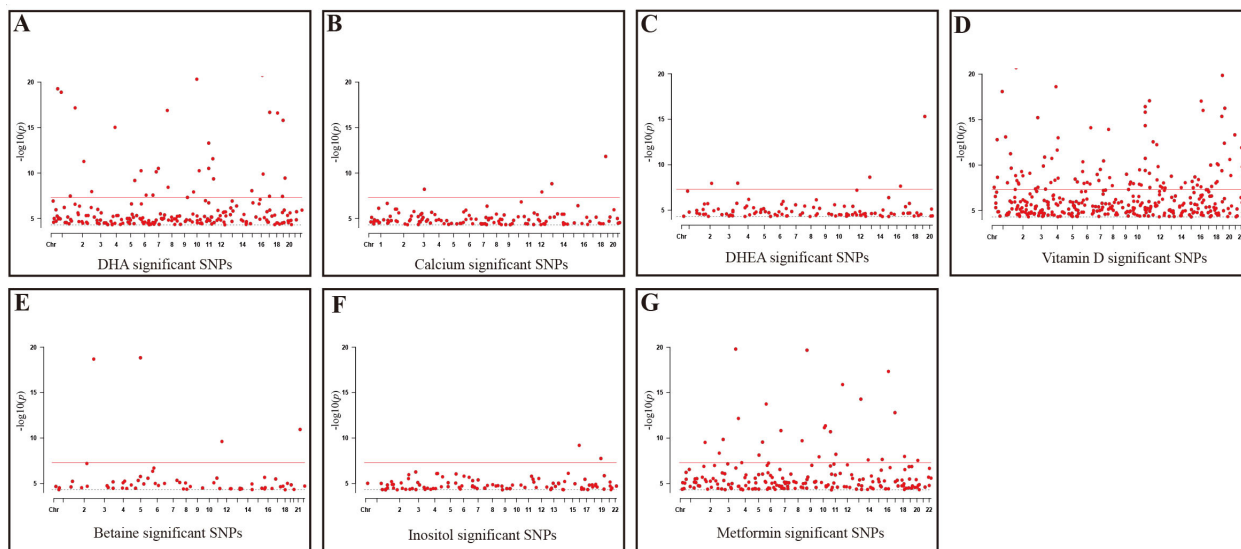 A
20
15
10
5
-log10(p)
Chr 1 2 3 4 5 6 7 8 9 10 11 12 13 14 16 18 20
DHA significant SNPs
B
20
15
10
5
-log10(p)
Chr 1 2 3 4 5 6 7 8 9 10 12 14 16 18 20
Calcium significant SNPs
C
20
15
10
5
-log10(p)
Chr 2 3 4 5 6 7 8 9 10 12 14 16 18 20
DHEA significant SNPs
D
20
15
10
5
-log10(p)
Chr 1 2 3 4 5 6 7 8 9 11 12 14 16 18 20
Vitamin D significant SNPs
E
20
15
10
5
-log10(p)
Chr 1 2 4 5 6 7 8 9 10 12 14 16 18 21
Betaine significant SNPs
F
20
15
10
5
-log10(p)
Chr 1 2 3 4 5 6 7 8 9 10 11 12 13 15 17 19 22
Inositol significant SNPs
G
20
15
10
5
-log10(p)
Chr 1 2 3 4 5 6 7 8 9 10 11 12 14 16 18 20 22
Metformin significant SNPs